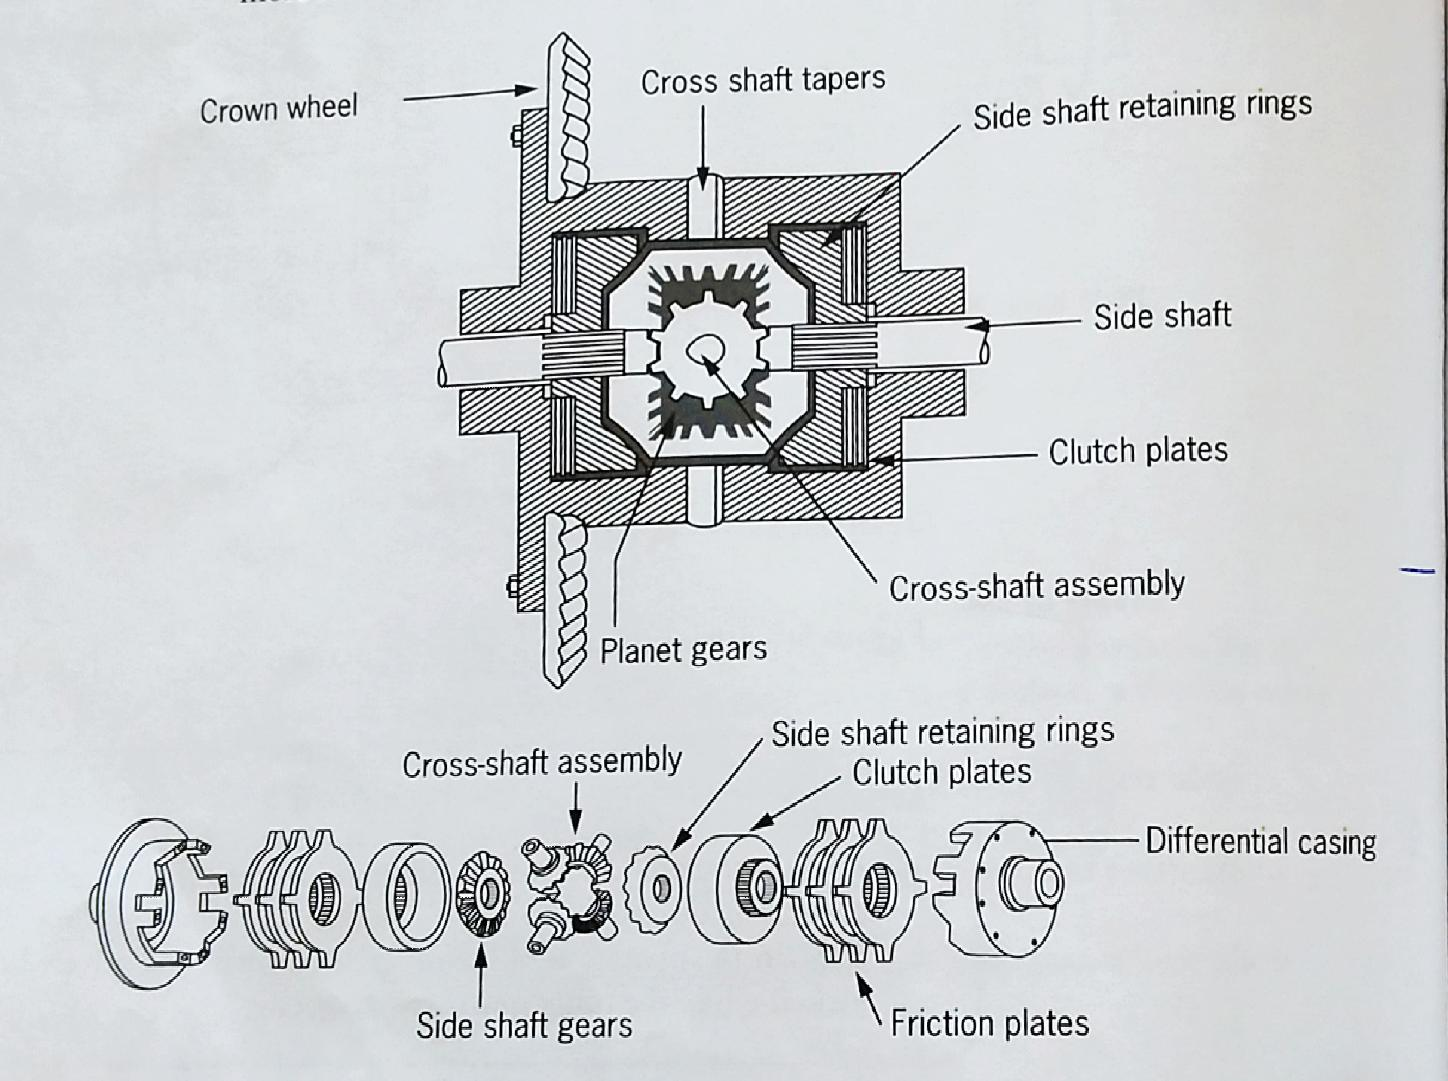 Cross shaft tapers
Crown wheel
Side shaft retaining rings
Side shaft
Clutch plates
Cross-shaft assembly
Planet gears
Side shaft retaining rings
Cross-shaft assembly
Clutch plates
Differential casing
Side shaft gears
Friction plates